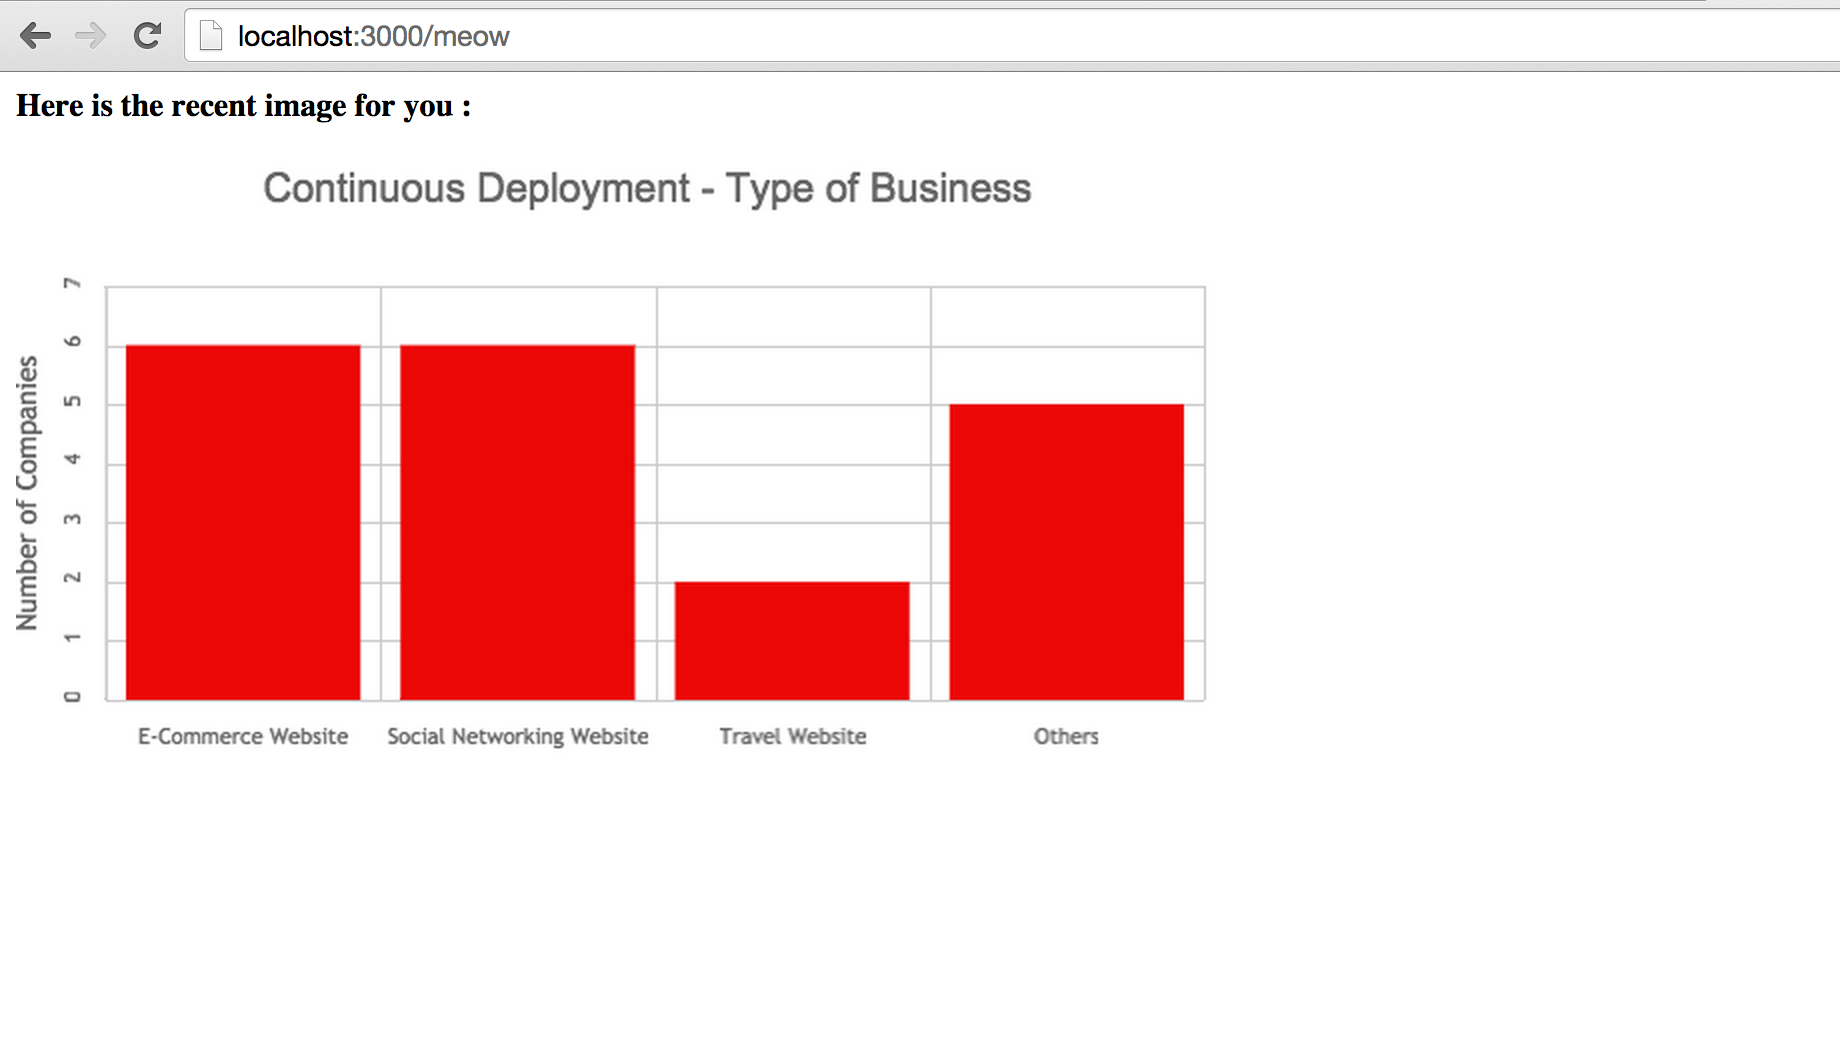 localhost:3000/meow
Here is the recent image for you :
Continuous Deployment - Type of Business
Number of Companies
7
6
5
4
3
2
1
0
E-Commerce Website Social Networking Website Travel Website Others